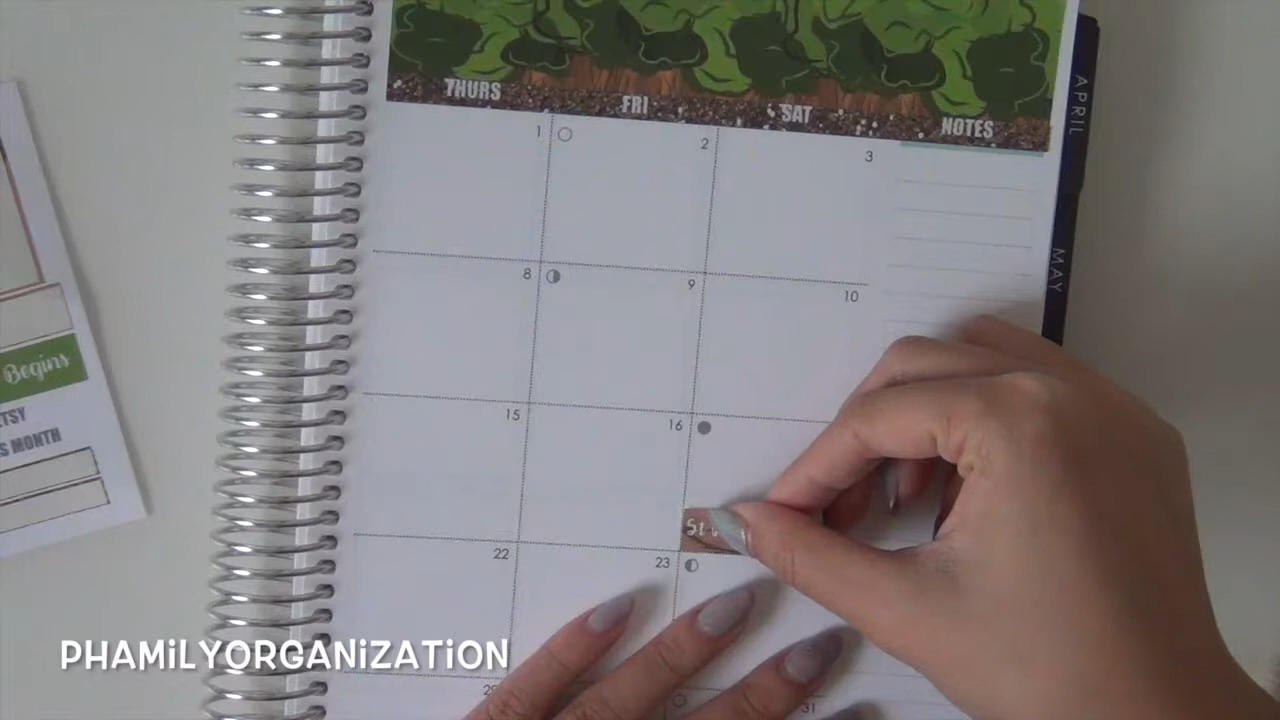 THURS FRI SAT NOTES
1 2 3
APRIL
8 9 10
MAY
Begins
15 16
S MONTH
St
22 23
PHAMILYORGANIZATION
31